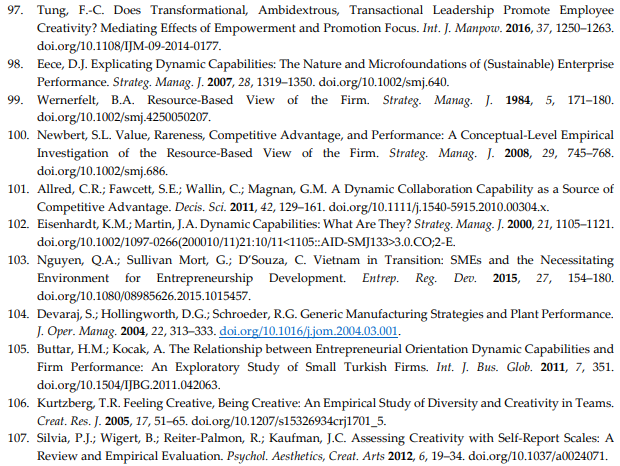 97. Tung, F.-C. Does Transformational, Ambidextrous, Transactional Leadership Promote Employee
Creativity? Mediating Effects of Empowerment and Promotion Focus. Int. J. Manpow. 2016, 37, 1250–1263.
doi.org/10.1108/IJM-09-2014-0177.
98. Eece, D.J. Explicating Dynamic Capabilities: The Nature and Microfoundations of (Sustainable) Enterprise
Performance. Strateg. Manag. J. 2007, 28, 1319–1350. doi.org/10.1002/smj.640.
99. Wernerfelt, B.A. Resource-Based View of the Firm. Strateg. Manag. J. 1984, 5, 171–180.
doi.org/10.1002/smj.4250050207.
100. Newbert, S.L. Value, Rareness, Competitive Advantage, and Performance: A Conceptual-Level Empirical
Investigation of the Resource-Based View of the Firm. Strateg. Manag. J. 2008, 29, 745–768.
doi.org/10.1002/smj.686.
101. Allred, C.R.; Fawcett, S.E.; Wallin, C.; Magnan, G.M. A Dynamic Collaboration Capability as a Source of
Competitive Advantage. Decis. Sci. 2011, 42, 129–161. doi.org/10.1111/j.1540-5915.2010.00304.x.
102. Eisenhardt, K.M.; Martin, J.A. Dynamic Capabilities: What Are They? Strateg. Manag. J. 2000, 21, 1105–1121.
doi.org/10.1002/1097-0266(200010/11)21:10/11<1105::AID-SMJ133>3.0.CO;2-E.
103. Nguyen, Q.A.; Sullivan Mort, G.; D'Souza, C. Vietnam in Transition: SMEs and the Necessitating
Environment for Entrepreneurship Development. Entrep. Reg. Dev. 2015, 27, 154–180.
doi.org/10.1080/08985626.2015.1015457.
104. Devaraj, S.; Hollingworth, D.G.; Schroeder, R.G. Generic Manufacturing Strategies and Plant Performance.
J. Oper. Manag. 2004, 22, 313–333. doi.org/10.1016/j.jom.2004.03.001.
105. Buttar, H.M.; Kocak, A. The Relationship between Entrepreneurial Orientation Dynamic Capabilities and
Firm Performance: An Exploratory Study of Small Turkish Firms. Int. J. Bus. Glob. 2011, 7, 351.
doi.org/10.1504/IJBG.2011.042063.
106. Kurtzberg, T.R. Feeling Creative, Being Creative: An Empirical Study of Diversity and Creativity in Teams.
Creat. Res. J. 2005, 17, 51–65. doi.org/10.1207/s15326934crj1701_5.
107. Silvia, P.J.; Wigert, B.; Reiter-Palmon, R.; Kaufman, J.C. Assessing Creativity with Self-Report Scales: A
Review and Empirical Evaluation. Psychol. Aesthetics, Creat. Arts 2012, 6, 19–34. doi.org/10.1037/a0024071.